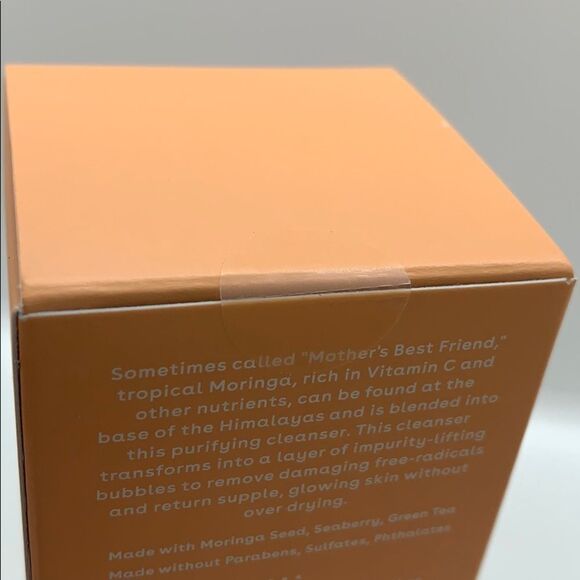 Sometimes called "Mother's Best Friend,"
tropical Moringa, rich in Vitamin C and
other nutrients, can be found at the
base of the Himalayas and is blended into
this purifying cleanser. This cleanser
transforms into a layer of impurity-lifting
bubbles to remove damaging free-radicals
and return supple, glowing skin without
over drying.
Made with Moringa Seed, Seaberry, Green Tea
Made without Parabens, Sulfates, Phthalates